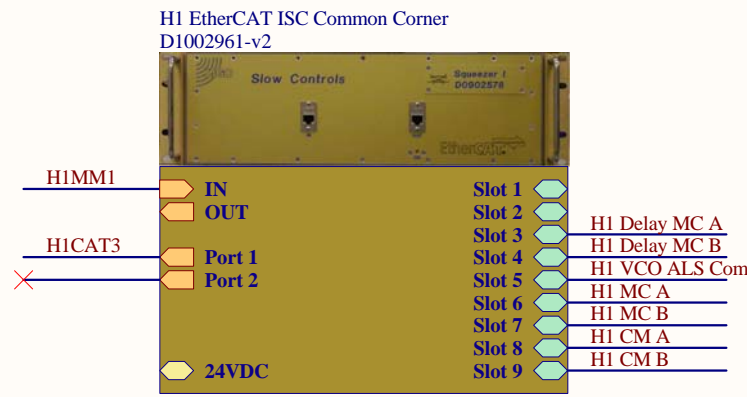 H1 EtherCAT ISC Common Corner
D1002961-v2
Slow Controls
Squeezer I
D0902578
EtherCAT
H1MM1
IN
OUT
H1CAT3
Port 1
Port 2
24VDC
Slot 1
Slot 2
Slot 3 H1 Delay MC A
Slot 4 H1 Delay MC B
Slot 5 H1 VCO ALS Com
Slot 6 H1 MC A
Slot 7 H1 MC B
Slot 8 H1 CM A
Slot 9 H1 CM B